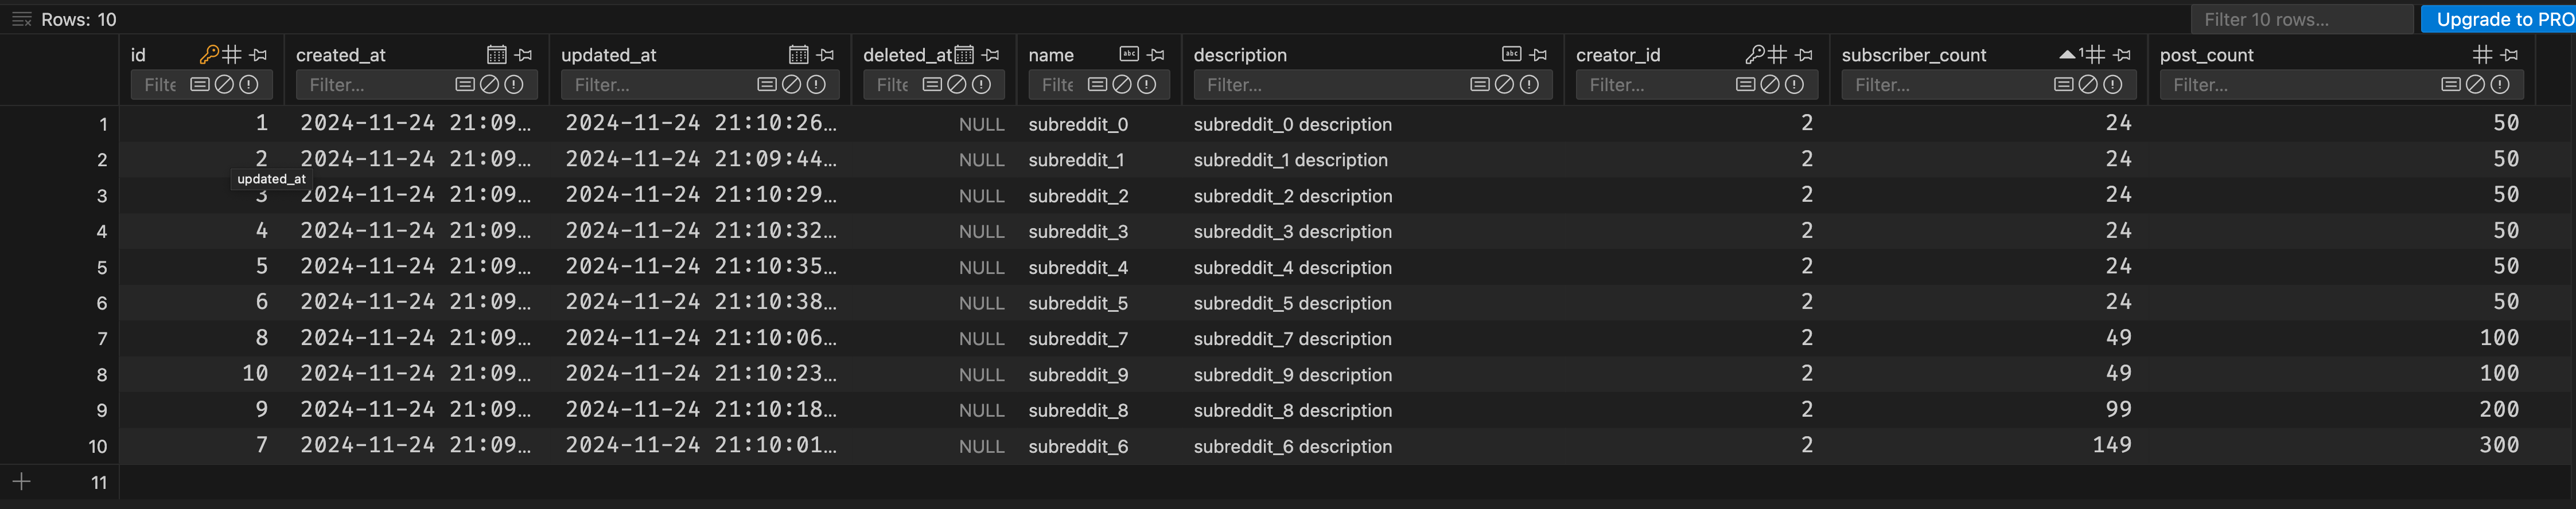 Rows: 10 Filter 10 rows... Upgrade to PRO
id created_at updated_at deleted_at name abc description abc creator_id subscriber_count 1 post_count
Filte Filter... Filter... Filte Filte Filter... Filter... Filter... Filter...
1 1 2024-11-24 21:09... 2024-11-24 21:10:26... NULL subreddit_0 subreddit_0 description 2 24 50
2 2 2024-11-24 21:09... 2024-11-24 21:09:44... NULL subreddit_1 subreddit_1 description 2 24 50
updated_at
3 3 2024-11-24 21:09... 2024-11-24 21:10:29... NULL subreddit_2 subreddit_2 description 2 24 50
4 4 2024-11-24 21:09... 2024-11-24 21:10:32... NULL subreddit_3 subreddit_3 description 2 24 50
5 5 2024-11-24 21:09... 2024-11-24 21:10:35... NULL subreddit_4 subreddit_4 description 2 24 50
6 6 2024-11-24 21:09... 2024-11-24 21:10:38... NULL subreddit_5 subreddit_5 description 2 24 50
7 8 2024-11-24 21:09... 2024-11-24 21:10:06... NULL subreddit_7 subreddit_7 description 2 49 100
8 10 2024-11-24 21:09... 2024-11-24 21:10:23... NULL subreddit_9 subreddit_9 description 2 49 100
9 9 2024-11-24 21:09... 2024-11-24 21:10:18... NULL subreddit_8 subreddit_8 description 2 99 200
10 7 2024-11-24 21:09... 2024-11-24 21:10:01... NULL subreddit_6 subreddit_6 description 2 149 300
11